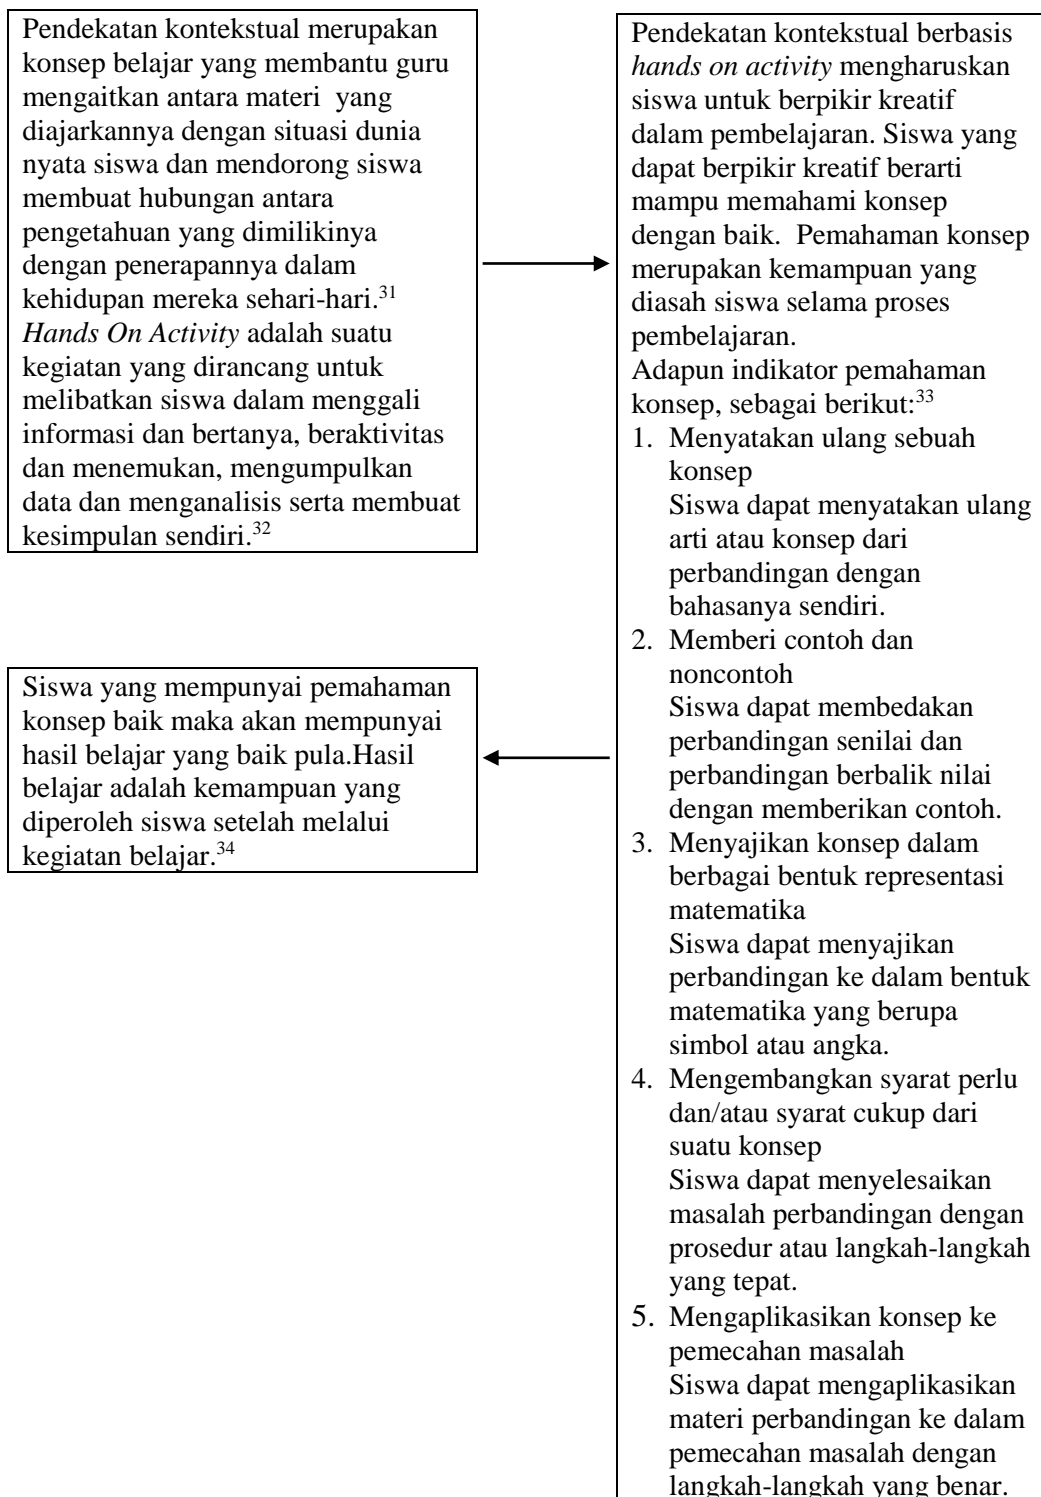 Pendekatan kontekstual merupakan
konsep belajar yang membantu guru
mengaitkan antara materi  yang
diajarkannya dengan situasi dunia
nyata siswa dan mendorong siswa
membuat hubungan antara
pengetahuan yang dimilikinya
dengan penerapannya dalam
kehidupan mereka sehari-hari.31
Hands On Activity adalah suatu
kegiatan yang dirancang untuk
melibatkan siswa dalam menggali
informasi dan bertanya, beraktivitas
dan menemukan, mengumpulkan
data dan menganalisis serta membuat
kesimpulan sendiri.32
Pendekatan kontekstual berbasis
hands on activity mengharuskan
siswa untuk berpikir kreatif
dalam pembelajaran. Siswa yang
dapat berpikir kreatif berarti
mampu memahami konsep
dengan baik.  Pemahaman konsep
merupakan kemampuan yang
diasah siswa selama proses
pembelajaran.
Adapun indikator pemahaman
konsep, sebagai berikut:33
1. Menyatakan ulang sebuah
konsep
Siswa dapat menyatakan ulang
arti atau konsep dari
perbandingan dengan
bahasanya sendiri.
2. Memberi contoh dan
noncontoh
Siswa dapat membedakan
perbandingan senilai dan
perbandingan berbalik nilai
dengan memberikan contoh.
3. Menyajikan konsep dalam
berbagai bentuk representasi
matematika
Siswa dapat menyajikan
perbandingan ke dalam bentuk
matematika yang berupa
simbol atau angka.
4. Mengembangkan syarat perlu
dan/atau syarat cukup dari
suatu konsep
Siswa dapat menyelesaikan
masalah perbandingan dengan
prosedur atau langkah-langkah
yang tepat.
5. Mengaplikasikan konsep ke
pemecahan masalah
Siswa dapat mengaplikasikan
materi perbandingan ke dalam
pemecahan masalah dengan
langkah-langkah yang benar.
Siswa yang mempunyai pemahaman
konsep baik maka akan mempunyai
hasil belajar yang baik pula.Hasil
belajar adalah kemampuan yang
diperoleh siswa setelah melalui
kegiatan belajar.34